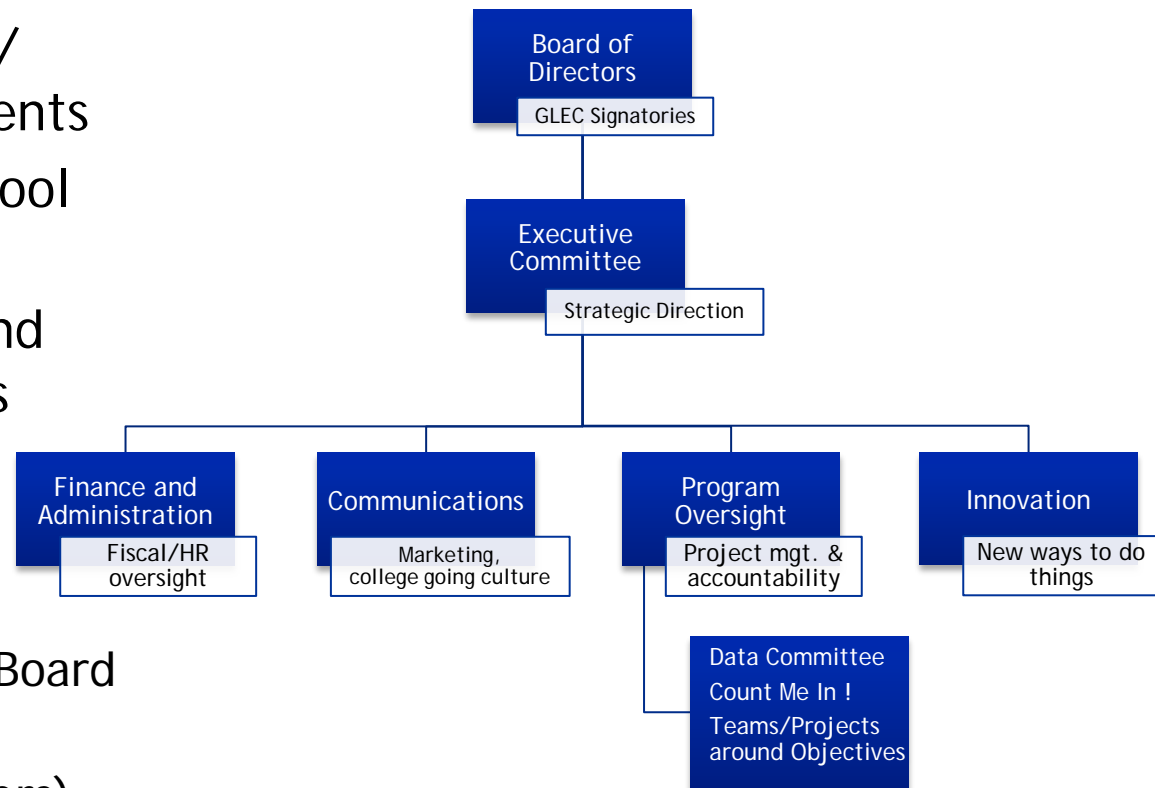 /
ents
ool
nd
s
Board
am)
Board of
Directors
GLEC Signatories
Executive
Committee
Strategic Direction
Finance and
Administration
Fiscal/HR
oversight
Communications
Marketing,
college going culture
Program
Oversight
Project mgt. &
accountability
Innovation
New ways to do
things
Data Committee
Count Me In !
Teams/Projects
around Objectives